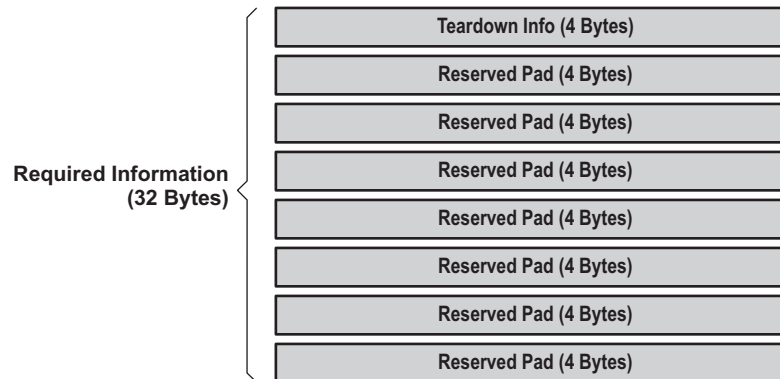 Teardown Info (4 Bytes)
Reserved Pad (4 Bytes)
Reserved Pad (4 Bytes)
Reserved Pad (4 Bytes)
Required Information
(32 Bytes)
Reserved Pad (4 Bytes)
Reserved Pad (4 Bytes)
Reserved Pad (4 Bytes)
Reserved Pad (4 Bytes)